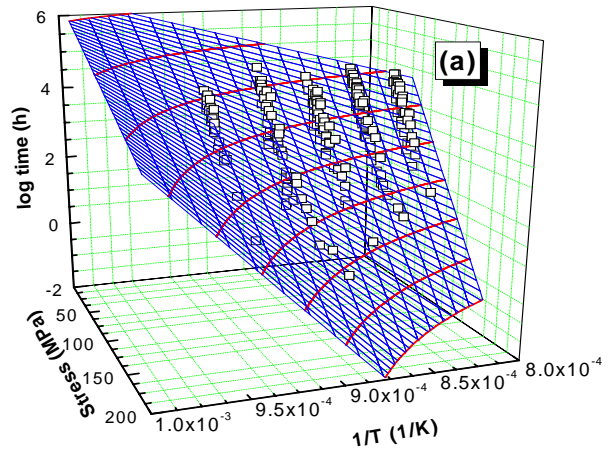 (a)
log time (h)
6
4
2
0
-2
Stress (MPa)
50
100
150
200
1.0x10⁻³
9.5x10⁻⁴
9.0x10⁻⁴
8.5x10⁻⁴
8.0x10⁻⁴
1/T (1/K)